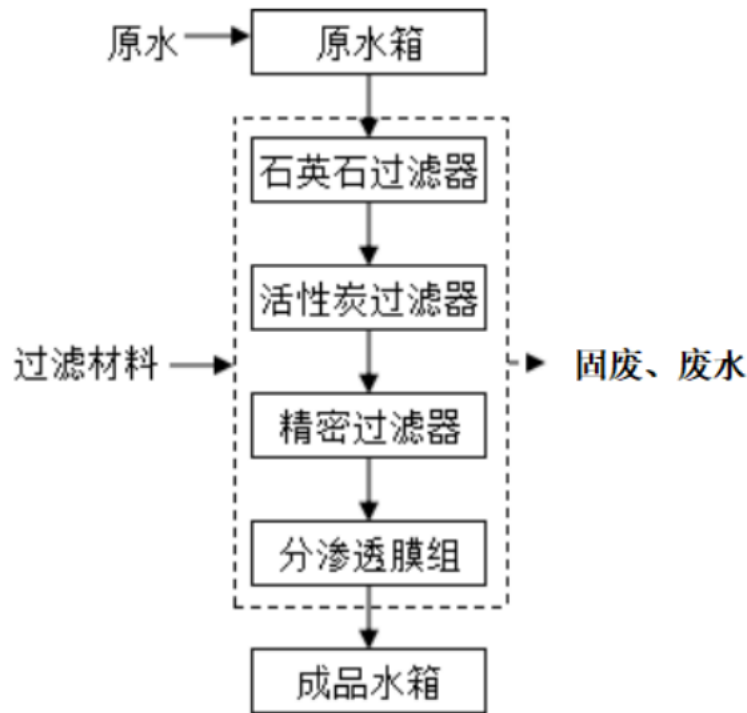 原水
原水箱
石英石过滤器
活性炭过滤器
过滤材料
固废、废水
精密过滤器
分渗透膜组
成品水箱